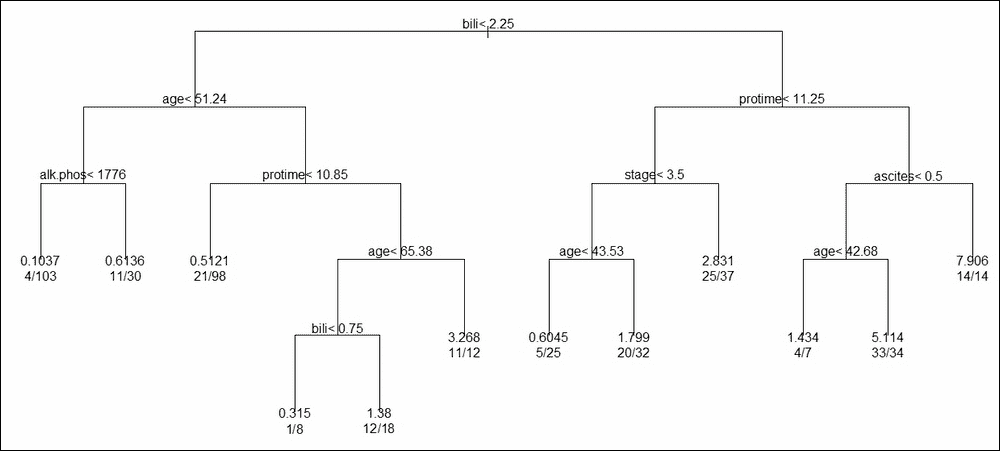 bili< 2.25
age< 51.24
protime< 11.25
alk.phos< 1776
protime< 10.85
stage< 3.5
ascites< 0.5
0.1037
4/103
0.6136
11/30
0.5121
21/98
age< 65.38
age< 43.53
2.831
25/37
age< 42.68
7.906
14/14
bili< 0.75
3.268
11/12
0.6045
5/25
1.799
20/32
1.434
4/7
5.114
33/34
0.315
1/8
1.38
12/18